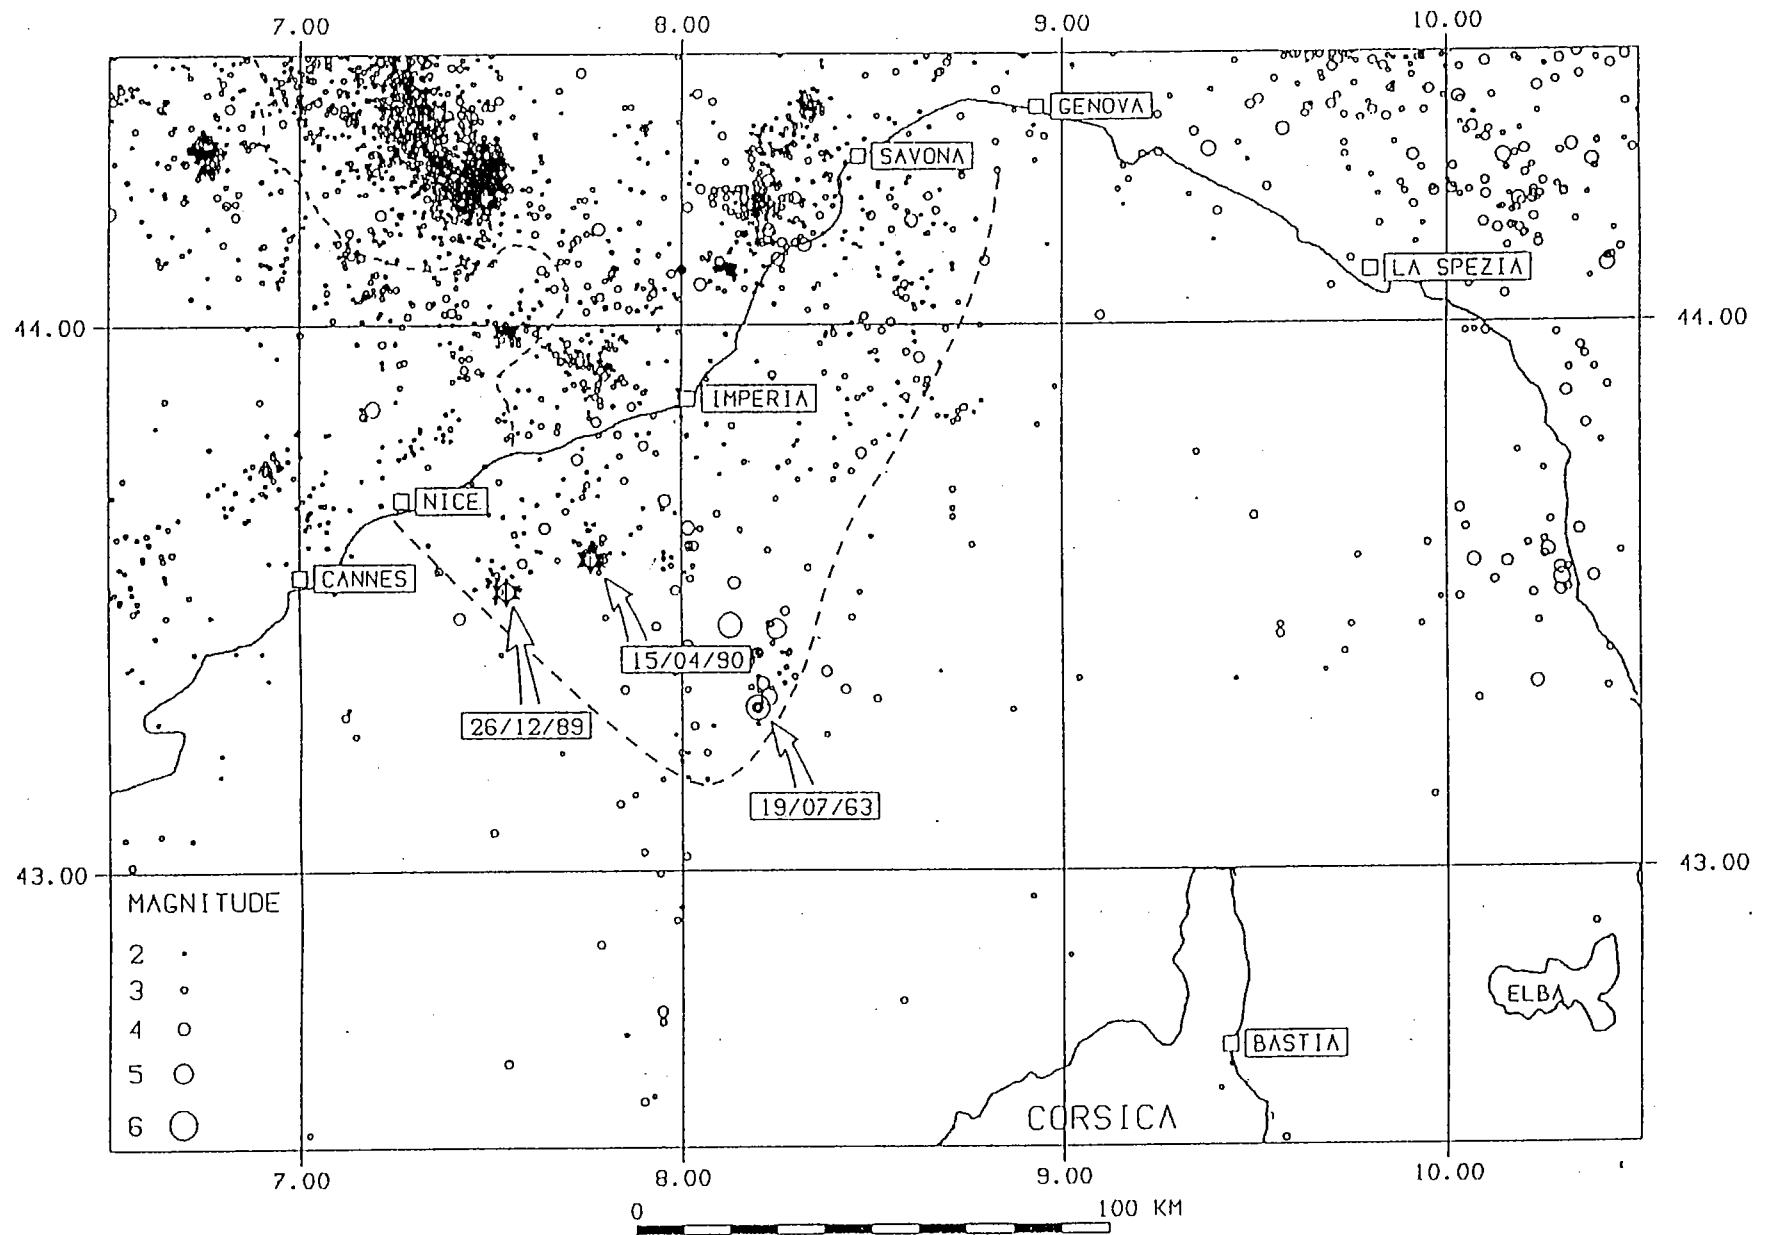 7.00
8.00
9.00
10.00
GENOVA
SAVONA
LA SPEZIA
44.00
44.00
IMPERIA
NICE
CANNES
15/04/90
26/12/89
19/07/63
43.00
43.00
MAGNITUDE
2
3
4
5
6
ELBA
BASTIA
CORSICA
7.00
8.00
9.00
10.00
0
100 KM